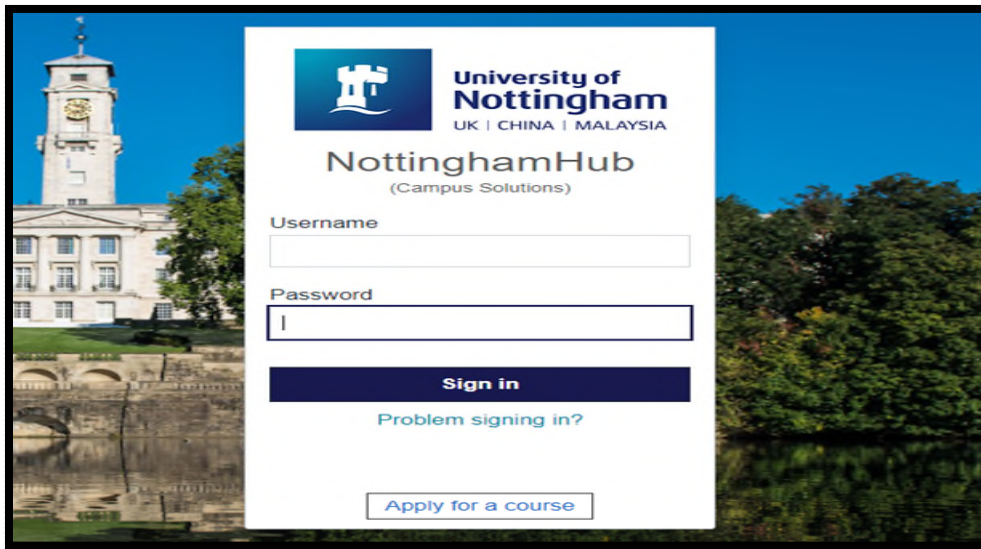 University of
Nottingham
UK | CHINA | MALAYSIA
NottinghamHub
(Campus Solutions)
Username
Password
Sign in
Problem signing in?
Apply for a course